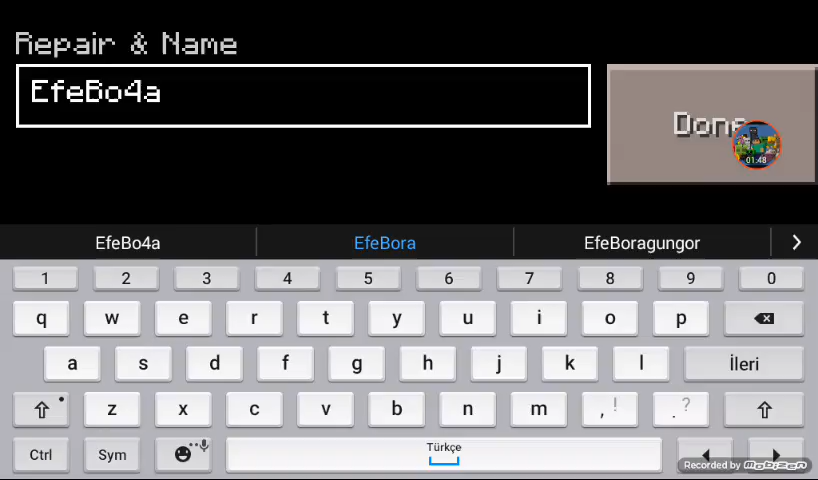 Repair & Name
EfeBo4a
Done
01:48
EfeBo4a EfeBora EfeBoragungor
1 2 3 4 5 6 7 8 9 0
q w e r t y u i o p
a s d f g h j k l İleri
z x c v b n m , ! . ?
Ctrl Sym Türkçe
Recorded by MOBIZEN